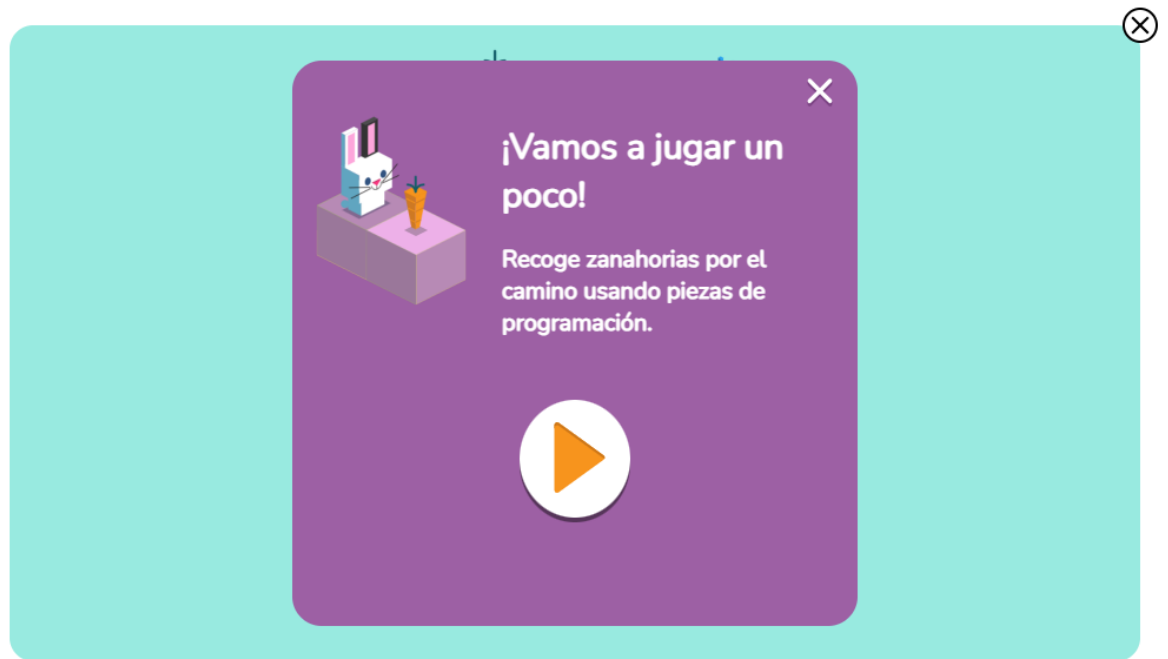 ¡Vamos a jugar un
poco!
Recoge zanahorias por el
camino usando piezas de
programación.